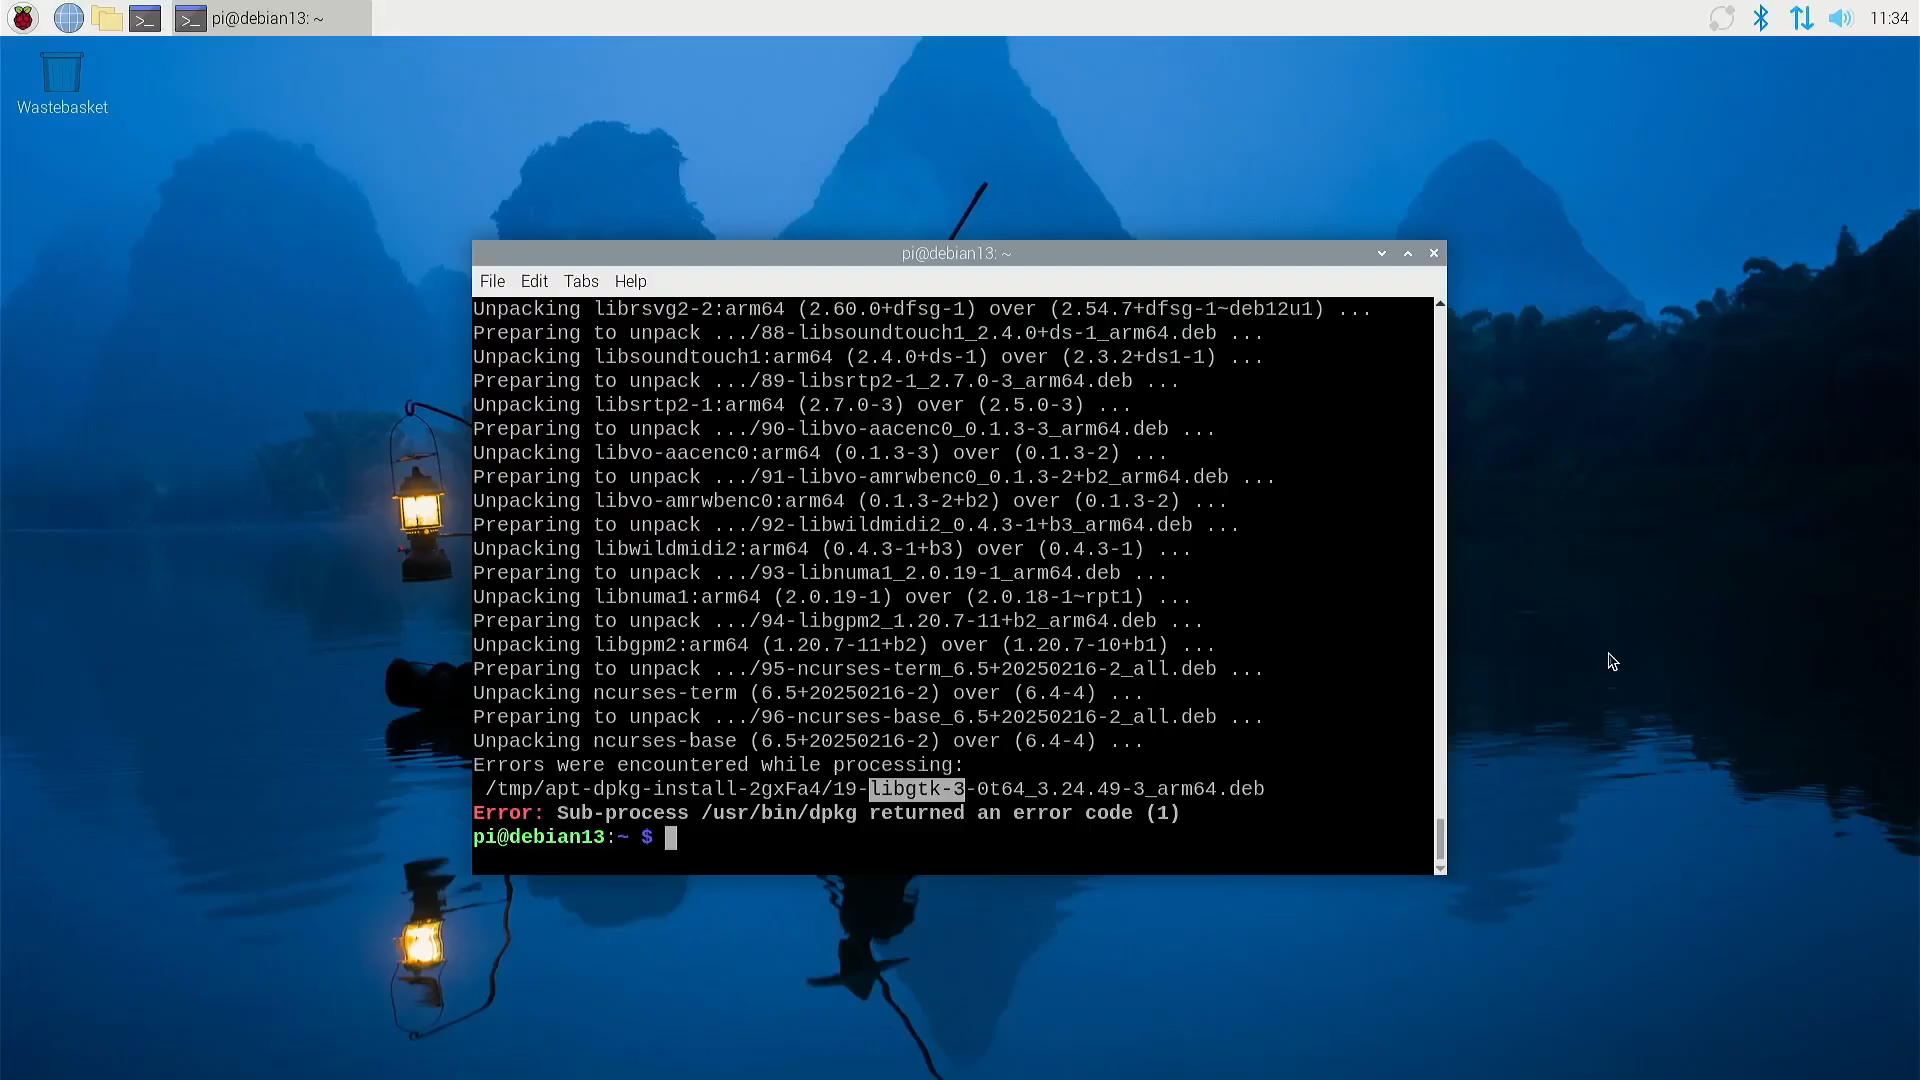 pi@debian13: ~
11:34
Wastebasket
pi@debian13: ~
File Edit Tabs Help
Unpacking librsvg2-2:arm64 (2.60.0+dfsg-1) over (2.54.7+dfsg-1~deb12u1) ...
Preparing to unpack .../88-libsoundtouch1_2.4.0+ds-1_arm64.deb ...
Unpacking libsoundtouch1:arm64 (2.4.0+ds-1) over (2.3.2+ds1-1) ...
Preparing to unpack .../89-libsrtp2-1_2.7.0-3_arm64.deb ...
Unpacking libsrtp2-1:arm64 (2.7.0-3) over (2.5.0-3) ...
Preparing to unpack .../90-libvo-aacenc0_0.1.3-3_arm64.deb ...
Unpacking libvo-aacenc0:arm64 (0.1.3-3) over (0.1.3-2) ...
Preparing to unpack .../91-libvo-amrwbenc0_0.1.3-2+b2_arm64.deb ...
Unpacking libvo-amrwbenc0:arm64 (0.1.3-2+b2) over (0.1.3-2) ...
Preparing to unpack .../92-libwildmidi2_0.4.3-1+b3_arm64.deb ...
Unpacking libwildmidi2:arm64 (0.4.3-1+b3) over (0.4.3-1) ...
Preparing to unpack .../93-libnuma1_2.0.19-1_arm64.deb ...
Unpacking libnuma1:arm64 (2.0.19-1) over (2.0.18-1~rpt1) ...
Preparing to unpack .../94-libgpm2_1.20.7-11+b2_arm64.deb ...
Unpacking libgpm2:arm64 (1.20.7-11+b2) over (1.20.7-10+b1) ...
Preparing to unpack .../95-ncurses-term_6.5+20250216-2_all.deb ...
Unpacking ncurses-term (6.5+20250216-2) over (6.4-4) ...
Preparing to unpack .../96-ncurses-base_6.5+20250216-2_all.deb ...
Unpacking ncurses-base (6.5+20250216-2) over (6.4-4) ...
Errors were encountered while processing:
/tmp/apt-dpkg-install-2gxFa4/19-libgtk-3-0t64_3.24.49-3_arm64.deb
Error: Sub-process /usr/bin/dpkg returned an error code (1)
pi@debian13:~ $